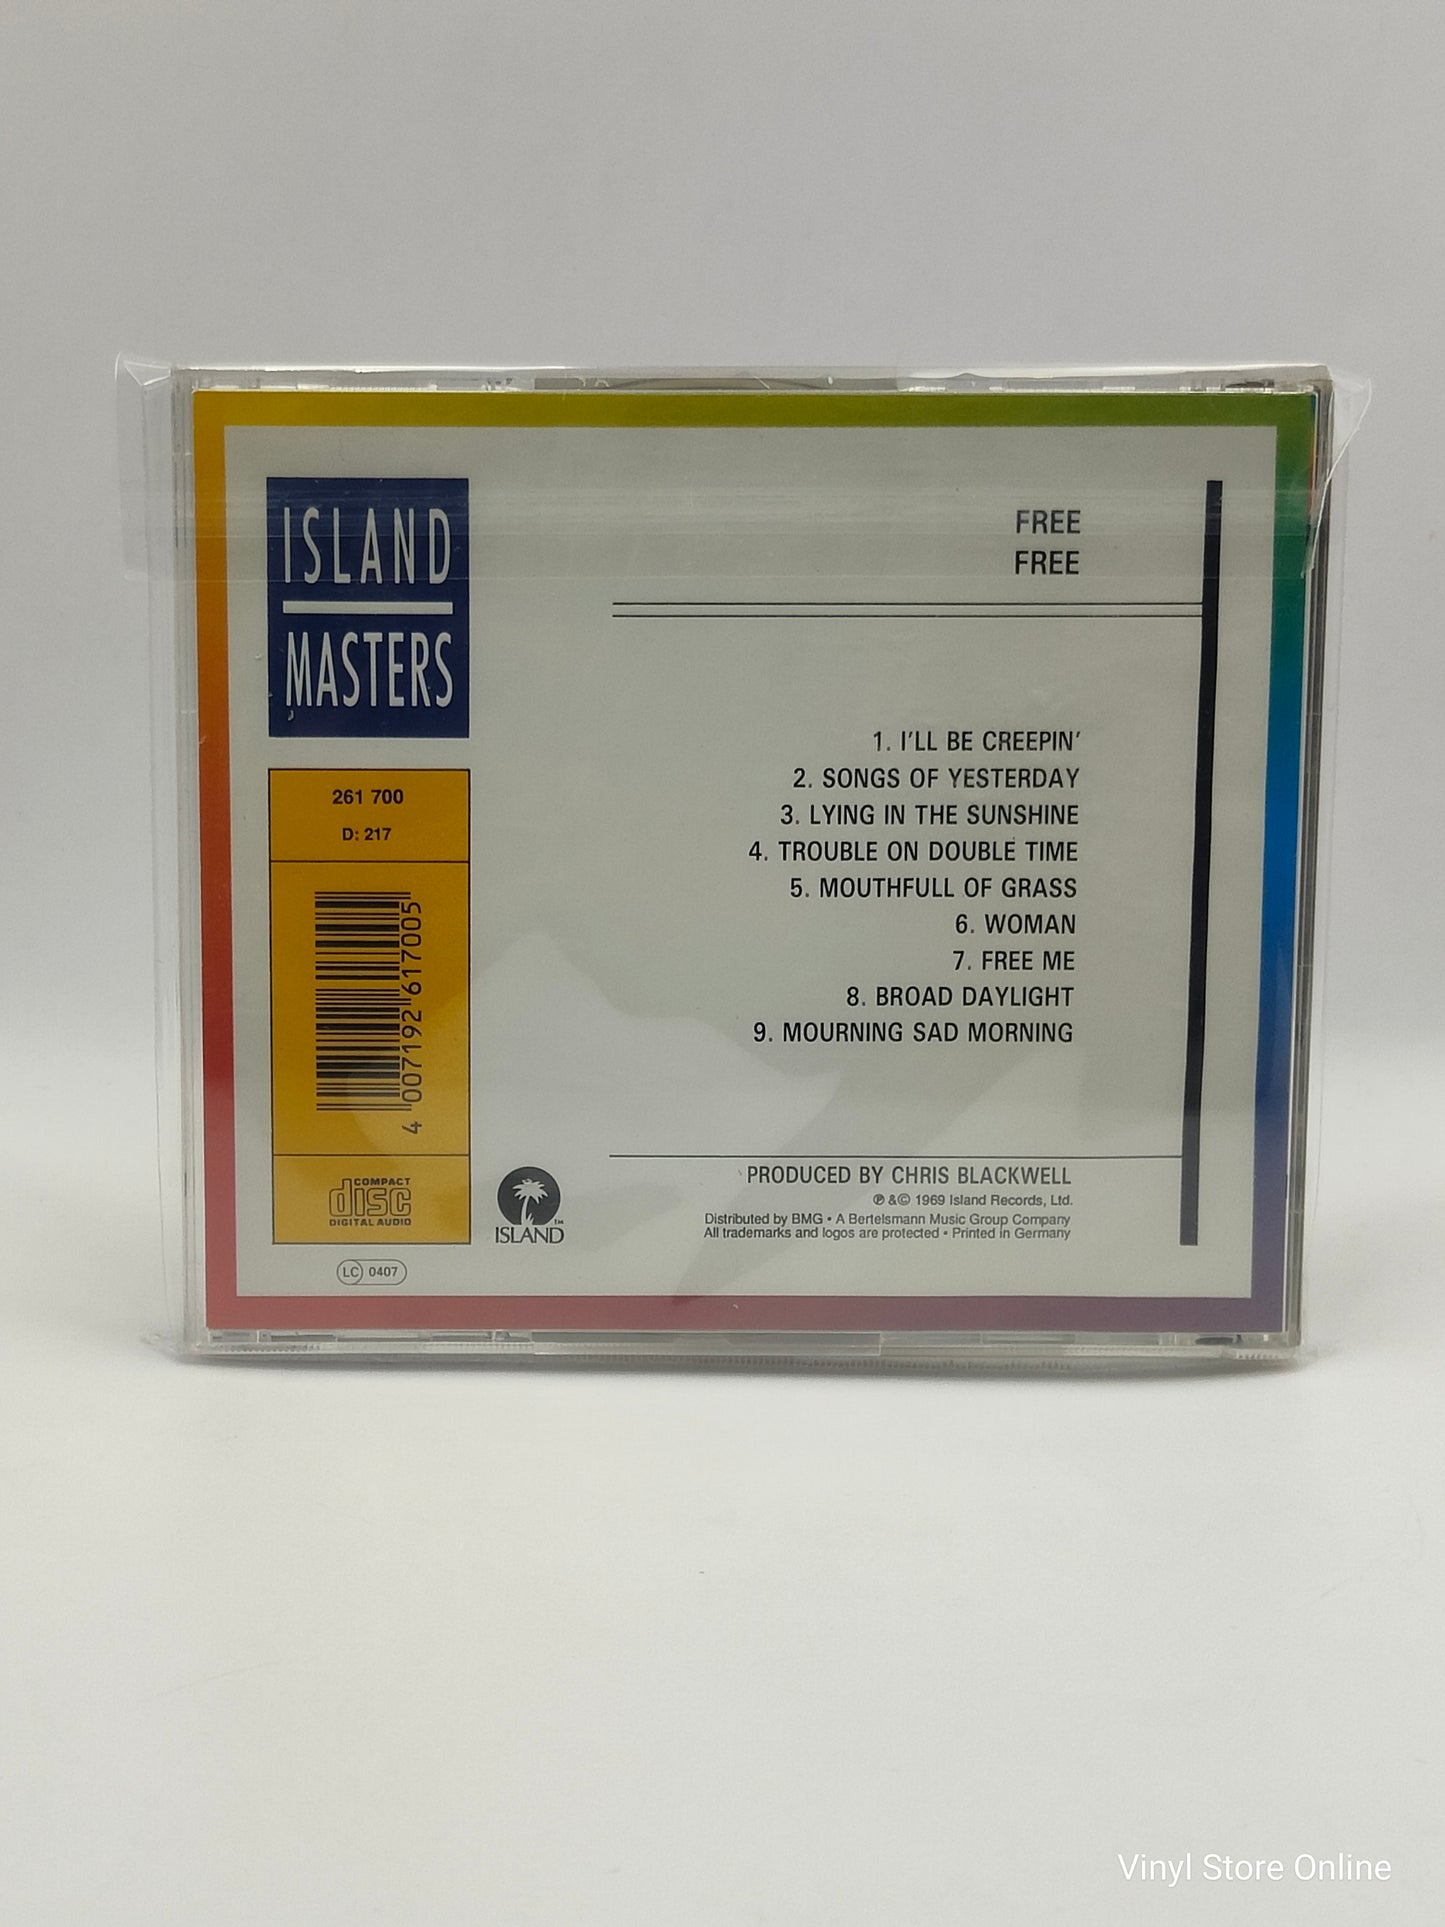 ISLAND
MASTERS
261 700
D: 217
4 007192 617005
COMPACT
disc
DIGITAL AUDIO
LC 0407
ISLAND™
FREE
FREE
1. I'LL BE CREEPIN'
2. SONGS OF YESTERDAY
3. LYING IN THE SUNSHINE
4. TROUBLE ON DOUBLE TIME
5. MOUTHFULL OF GRASS
6. WOMAN
7. FREE ME
8. BROAD DAYLIGHT
9. MOURNING SAD MORNING
PRODUCED BY CHRIS BLACKWELL
℗ &© 1969 Island Records, Ltd.
Distributed by BMG • A Bertelsmann Music Group Company
All trademarks and logos are protected • Printed in Germany
Vinyl Store Online